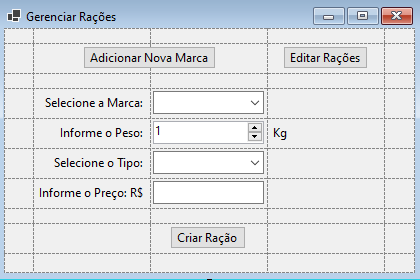 Gerenciar Rações
Adicionar Nova Marca
Editar Rações
Selecione a Marca:
Informe o Peso: 1 Kg
Selecione o Tipo:
Informe o Preço: R$
Criar Ração